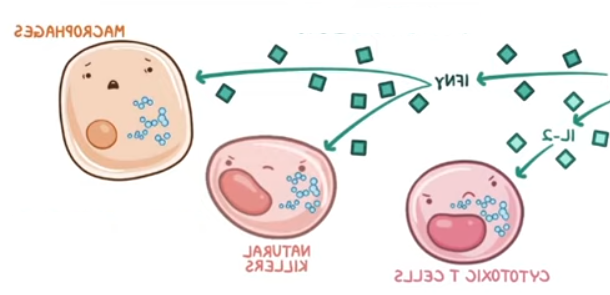 MACROPHAGES
IFNγ
IL-2
NATURAL
KILLERS
CYTOTOXIC T CELLS